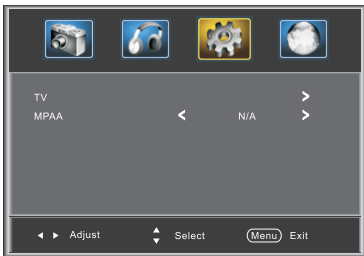 TV >
MPAA < N/A >
◄ ► Adjust ▲▼ Select Menu Exit